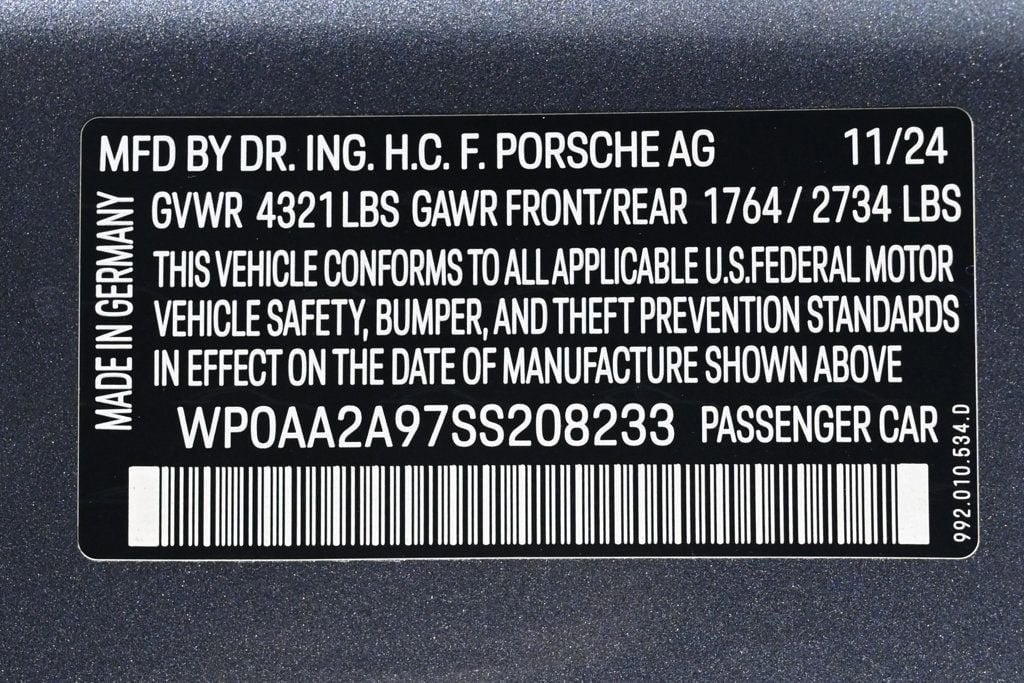 MFD BY DR. ING. H.C. F. PORSCHE AG 11/24
GVWR 4321 LBS GAWR FRONT/REAR 1764 / 2734 LBS
THIS VEHICLE CONFORMS TO ALL APPLICABLE U.S.FEDERAL MOTOR
VEHICLE SAFETY, BUMPER, AND THEFT PREVENTION STANDARDS
IN EFFECT ON THE DATE OF MANUFACTURE SHOWN ABOVE
WP0AA2A97SS208233 PASSENGER CAR
MADE IN GERMANY
992.010.534.D